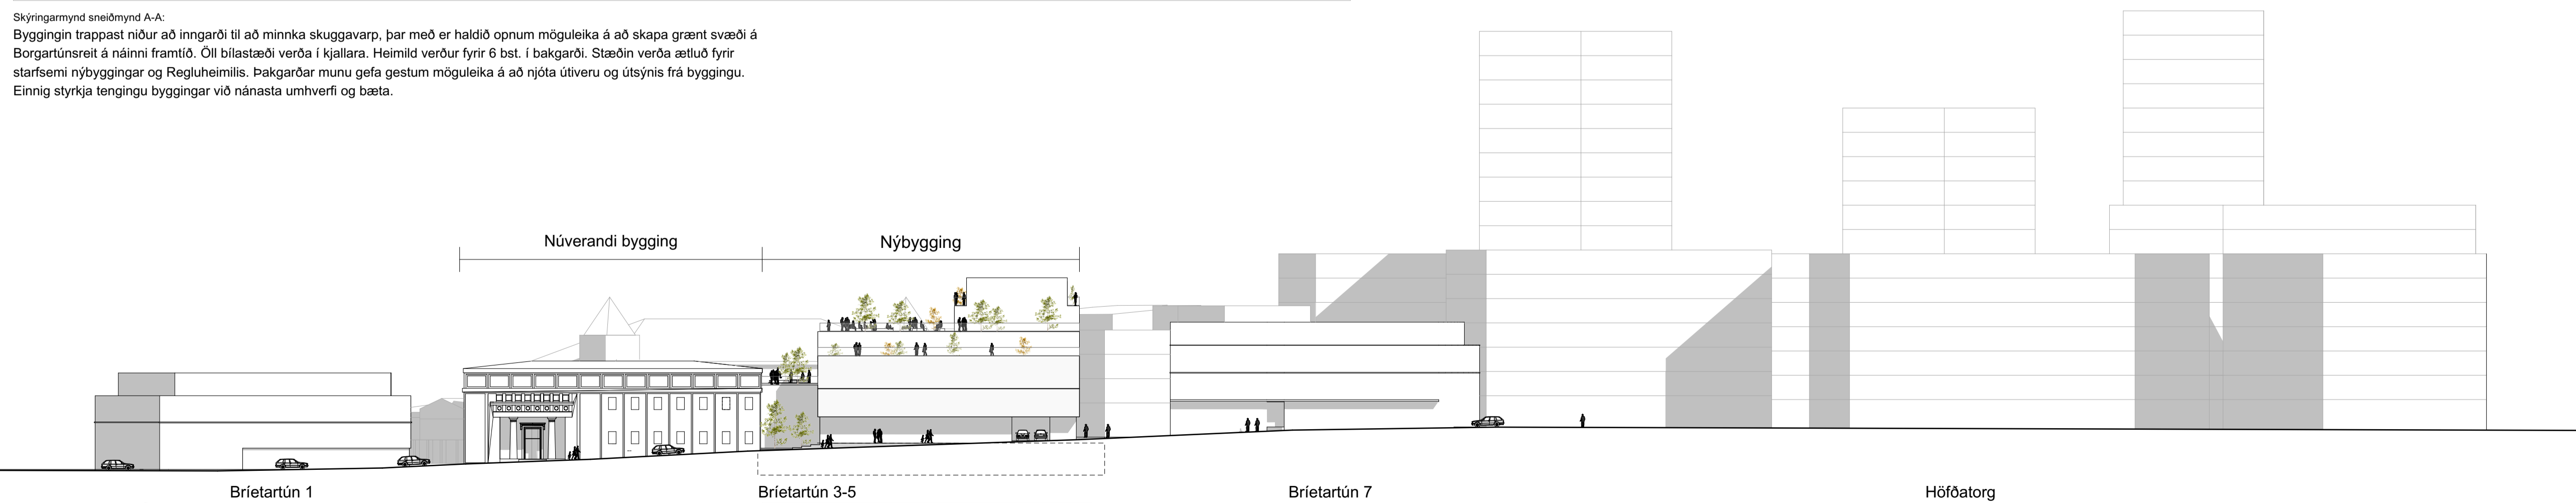 Skýringarmynd sneiðmynd A-A:
Byggingin trappast niður að inngarði til að minnka skuggavarp, þar með er haldið opnum möguleika á að skapa grænt svæði á
Borgartúnsreit á náinni framtíð. Öll bílastæði verða í kjallara. Heimild verður fyrir 6 bst. í bakgarði. Stæðin verða ætluð fyrir
starfsemi nýbyggingar og Regluheimilis. Þakgarðar munu gefa gestum möguleika á að njóta útiveru og útsýnis frá byggingu.
Einnig styrkja tengingu byggingar við nánasta umhverfi og bæta.
Núverandi bygging
Nýbygging
Bríetartún 1
Bríetartún 3-5
Bríetartún 7
Höfðatorg